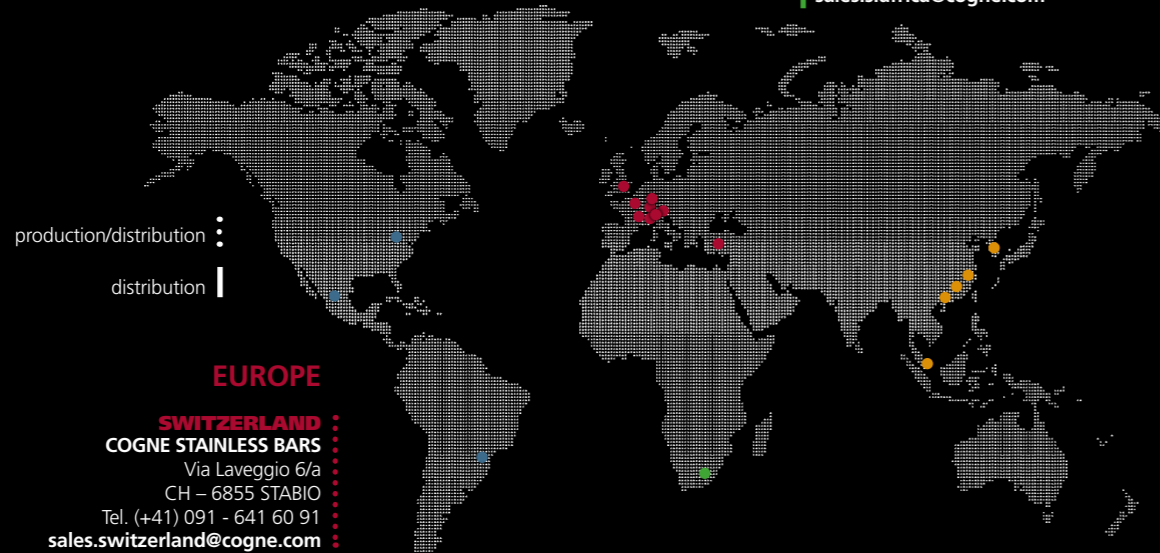 production/distribution
distribution
EUROPE
SWITZERLAND
COGNE STAINLESS BARS
Via Laveggio 6/a
CH – 6855 STABIO
Tel. (+41) 091 - 641 60 91
sales.switzerland@cogne.com